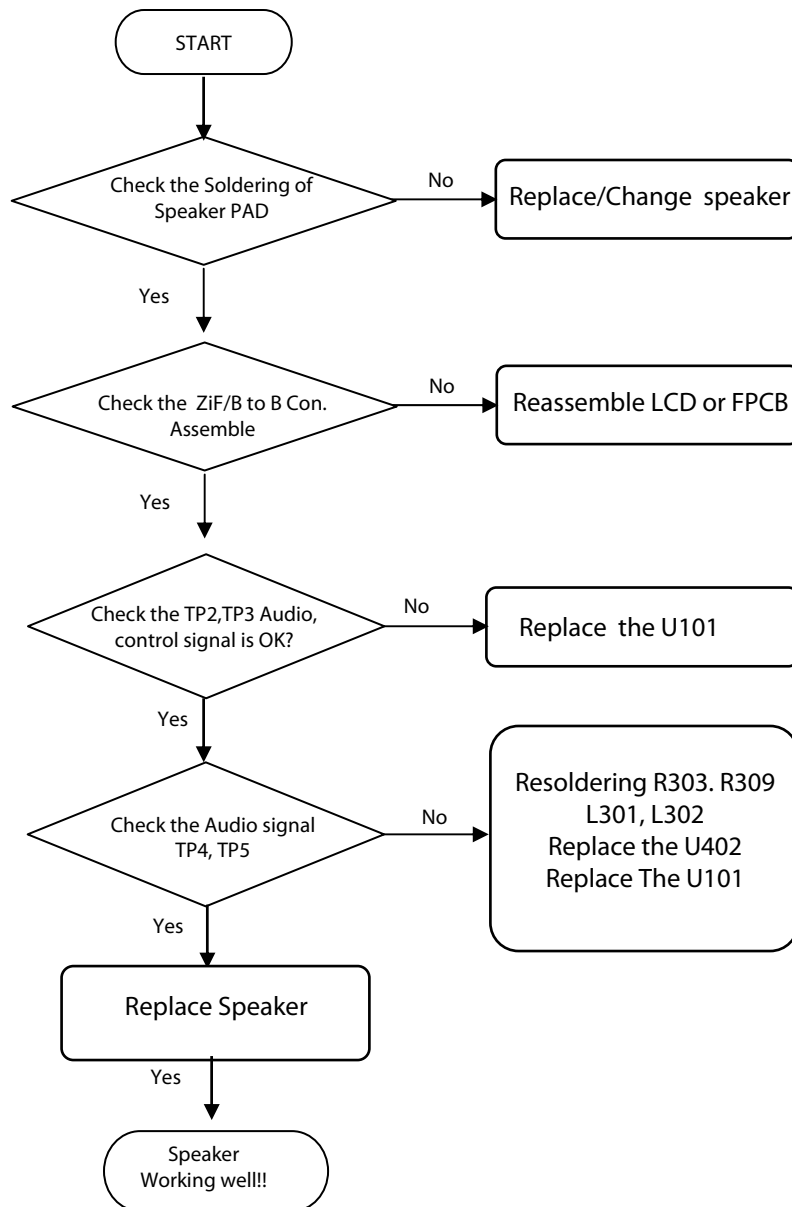 START
Check the Soldering of
Speaker PAD
No
Replace/Change speaker
Yes
Check the ZiF/B to B Con.
Assemble
No
Reassemble LCD or FPCB
Yes
Check the TP2,TP3 Audio,
control signal is OK?
No
Replace the U101
Yes
Check the Audio signal
TP4, TP5
No
Resoldering R303. R309
L301, L302
Replace the U402
Replace The U101
Yes
Replace Speaker
Yes
Speaker
Working well!!